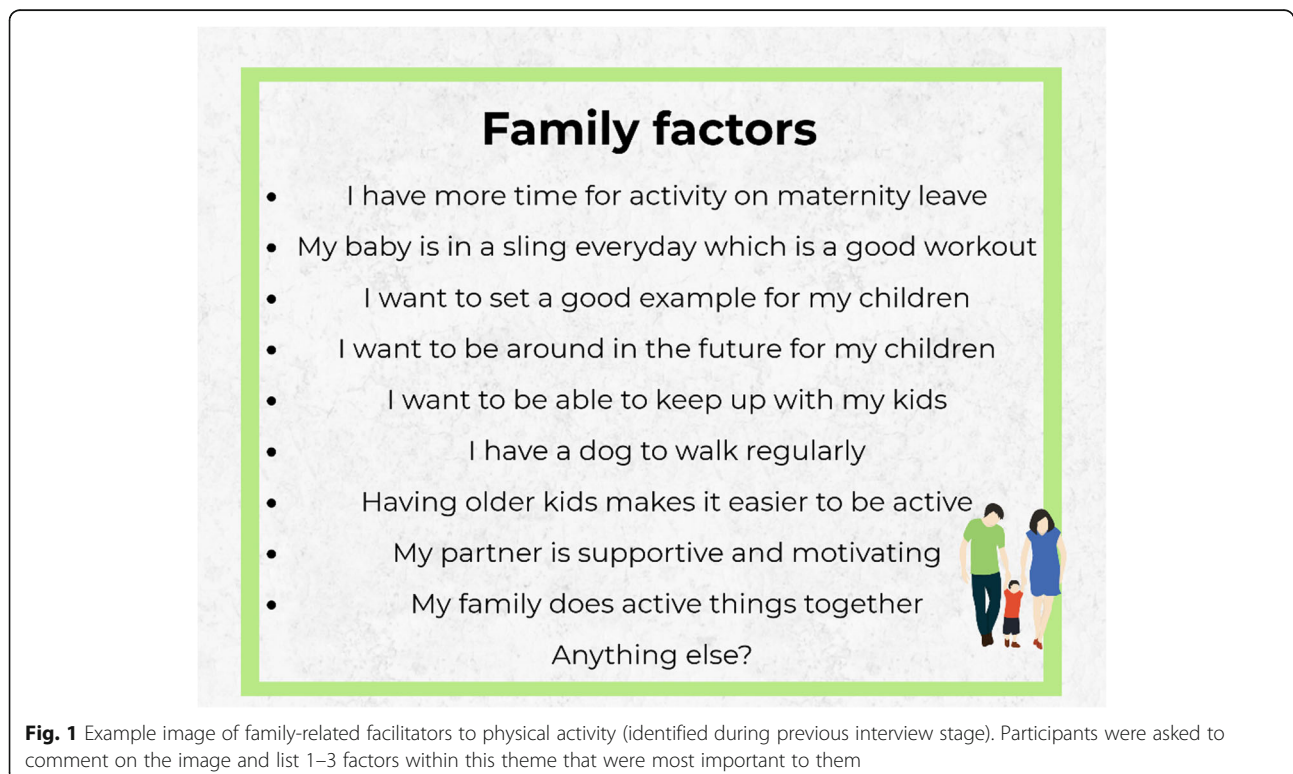 Family factors
• I have more time for activity on maternity leave
• My baby is in a sling everyday which is a good workout
• I want to set a good example for my children
• I want to be around in the future for my children
• I want to be able to keep up with my kids
• I have a dog to walk regularly
• Having older kids makes it easier to be active
• My partner is supportive and motivating
• My family does active things together
Anything else?
Fig. 1 Example image of family-related facilitators to physical activity (identified during previous interview stage). Participants were asked to
comment on the image and list 1–3 factors within this theme that were most important to them